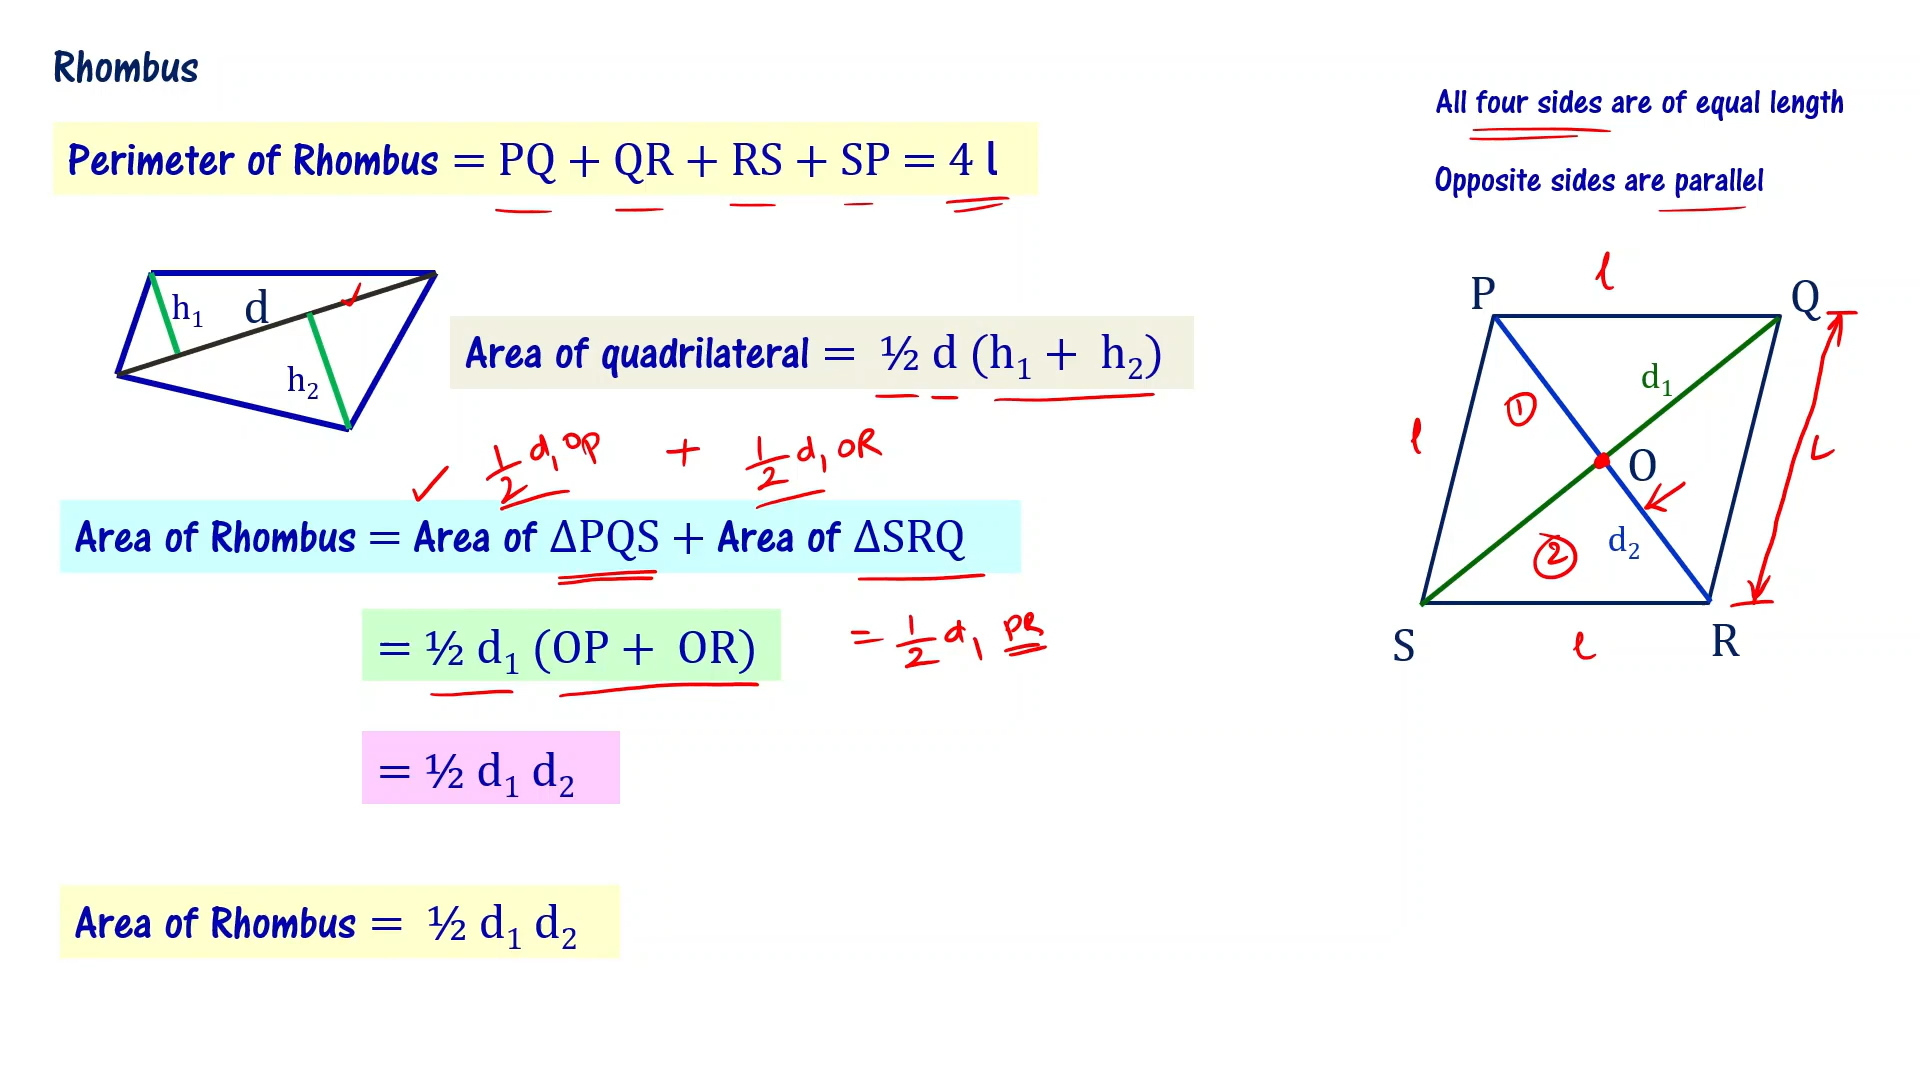 Rhombus
All four sides are of equal length
Perimeter of Rhombus = PQ + QR + RS + SP = 4 l
Opposite sides are parallel
h₁ d
h₂
Area of quadrilateral = ½ d (h₁ + h₂)
½ d₁ OP + ½ d₁ OR
Area of Rhombus = Area of ΔPQS + Area of ΔSRQ
= ½ d₁ (OP + OR) = ½ d₁ PR
= ½ d₁ d₂
Area of Rhombus = ½ d₁ d₂
l
P Q
d₁
①
l O L
② d₂
S l R